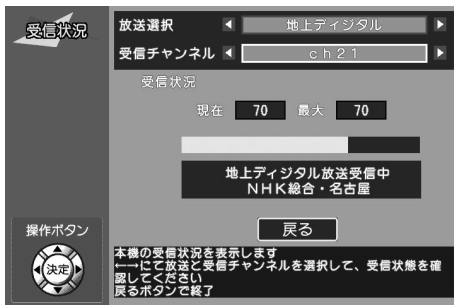 受信状況
放送選択 ◀ 地上ディジタル ▶
受信チャンネル ◀ ｃｈ２１ ▶
受信状況
現在 70 最大 70
地上ディジタル放送受信中
ＮＨＫ総合・名古屋
戻る
操作ボタン
決定
本機の受信状況を表示します
←→にて放送と受信チャンネルを選択して、受信状態を確
認してください
戻るボタンで終了